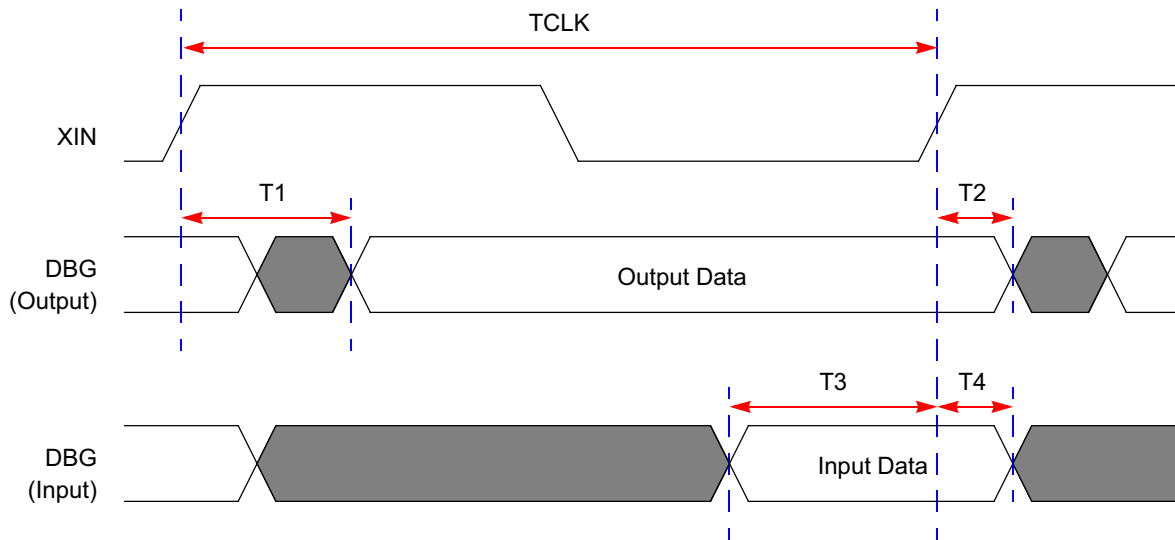 TCLK
XIN
T1
T2
DBG
(Output)
Output Data
T3
T4
DBG
(Input)
Input Data